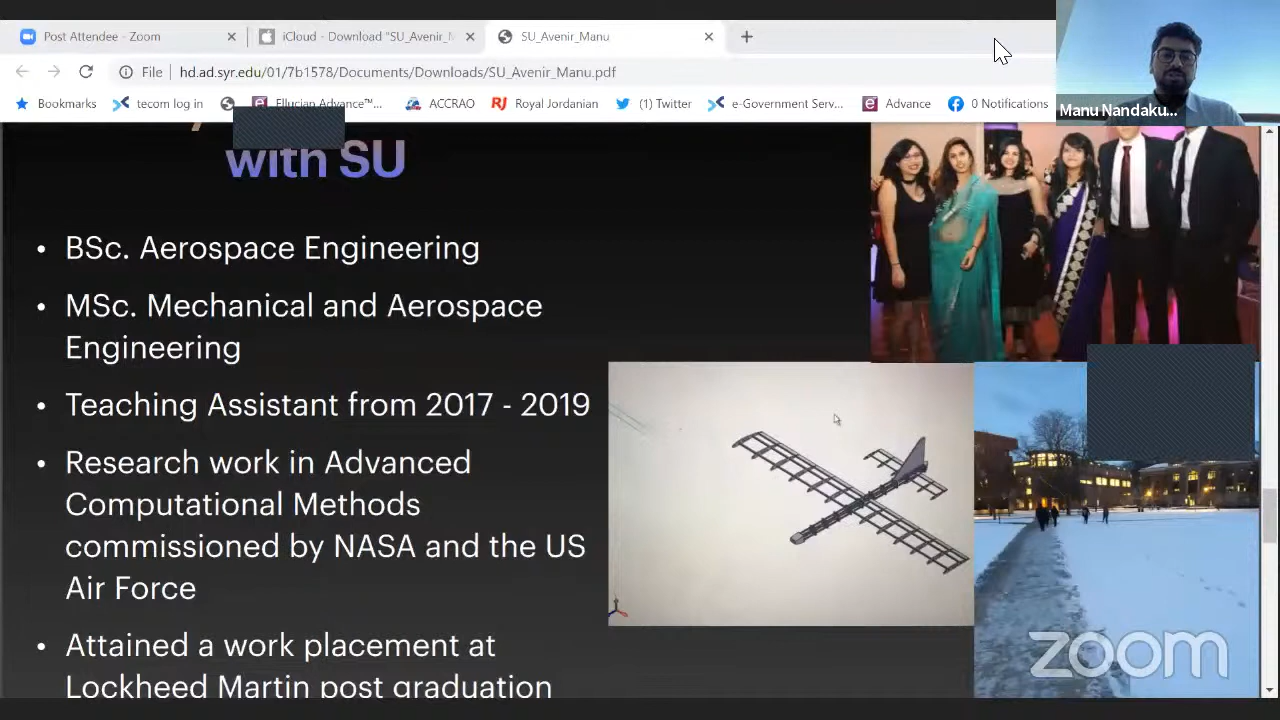 Post Attendee - Zoom
iCloud - Download "SU_Avenir_M
SU_Avenir_Manu
File
hd.ad.syr.edu/01/7b1578/Documents/Downloads/SU_Avenir_Manu.pdf
Bookmarks
tecom log in
Ellucian Advance™...
ACCRAO
Royal Jordanian
(1) Twitter
e-Government Serv...
Advance
0 Notifications
Manu Nandaku...
with SU
• BSc. Aerospace Engineering
• MSc. Mechanical and Aerospace
Engineering
• Teaching Assistant from 2017 - 2019
• Research work in Advanced
Computational Methods
commissioned by NASA and the US
Air Force
• Attained a work placement at
Lockheed Martin post graduation
zoom